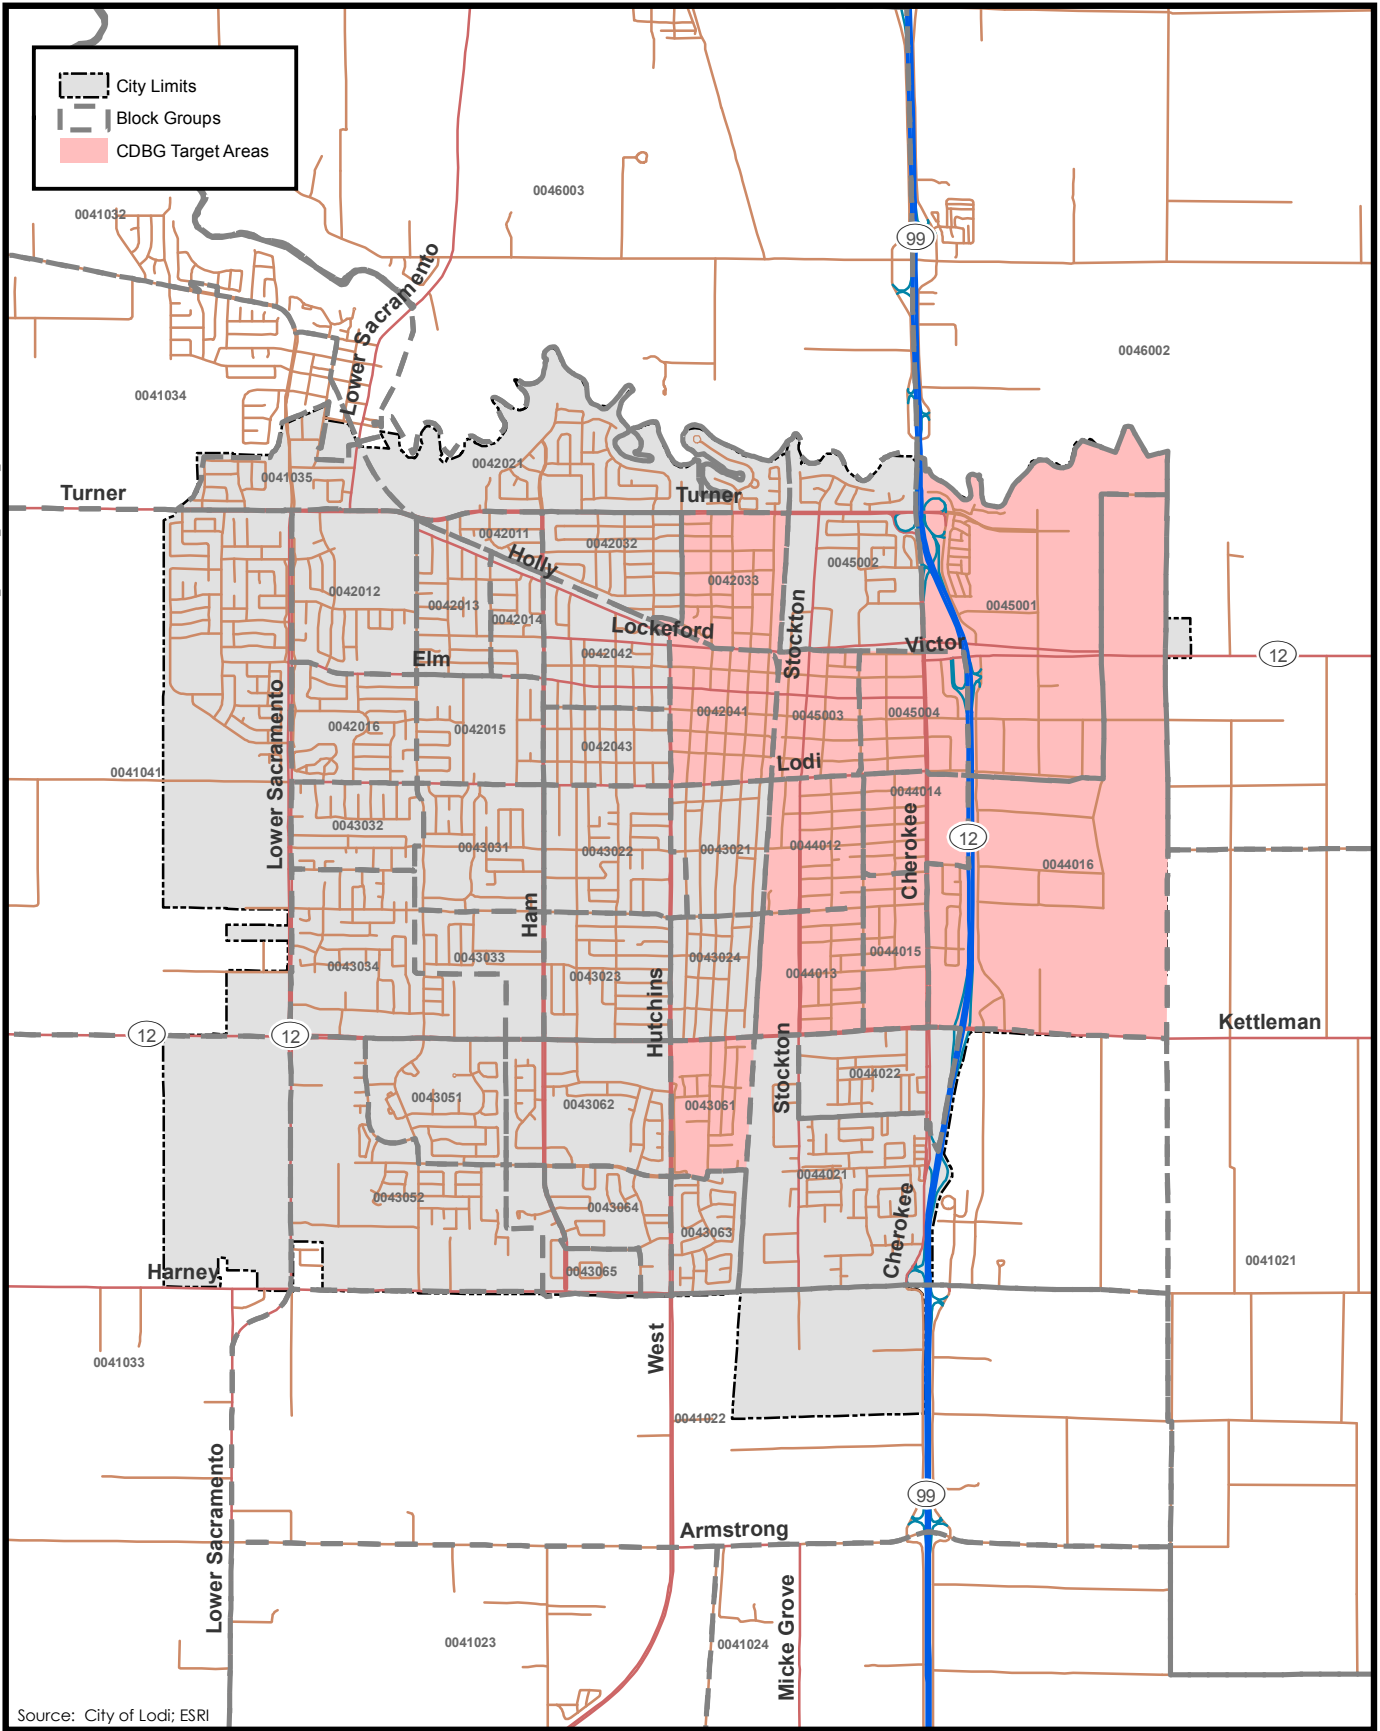 City Limits
Block Groups
CDBG Target Areas
0046003
0041032
99
Lower Sacramento
0046002
0041034
0042021
0041035
Turner
Turner
0042011
0042032
Holly
0045002
0042033
0042012
0042013
0042014
0045001
Stockton
Lockeford
Victor
0042042
Elm
12
Lower Sacramento
0042016
0042015
0042041
0045003
0045004
0042043
Lodi
0041041
0044014
0043032
0043031
0043022
0043021
0044012
Cherokee
12
0044016
Ham
0043034
0043033
0043023
0043024
0044013
0044015
Hutchins
12
12
Kettleman
Stockton
0044022
0043051
0043062
0043061
0044021
0043052
0043064
0043063
Cherokee
Harney
0043065
0041021
West
0041033
0041022
Lower Sacramento
99
Armstrong
Micke Grove
0041023
0041024
Source: City of Lodi; ESRI